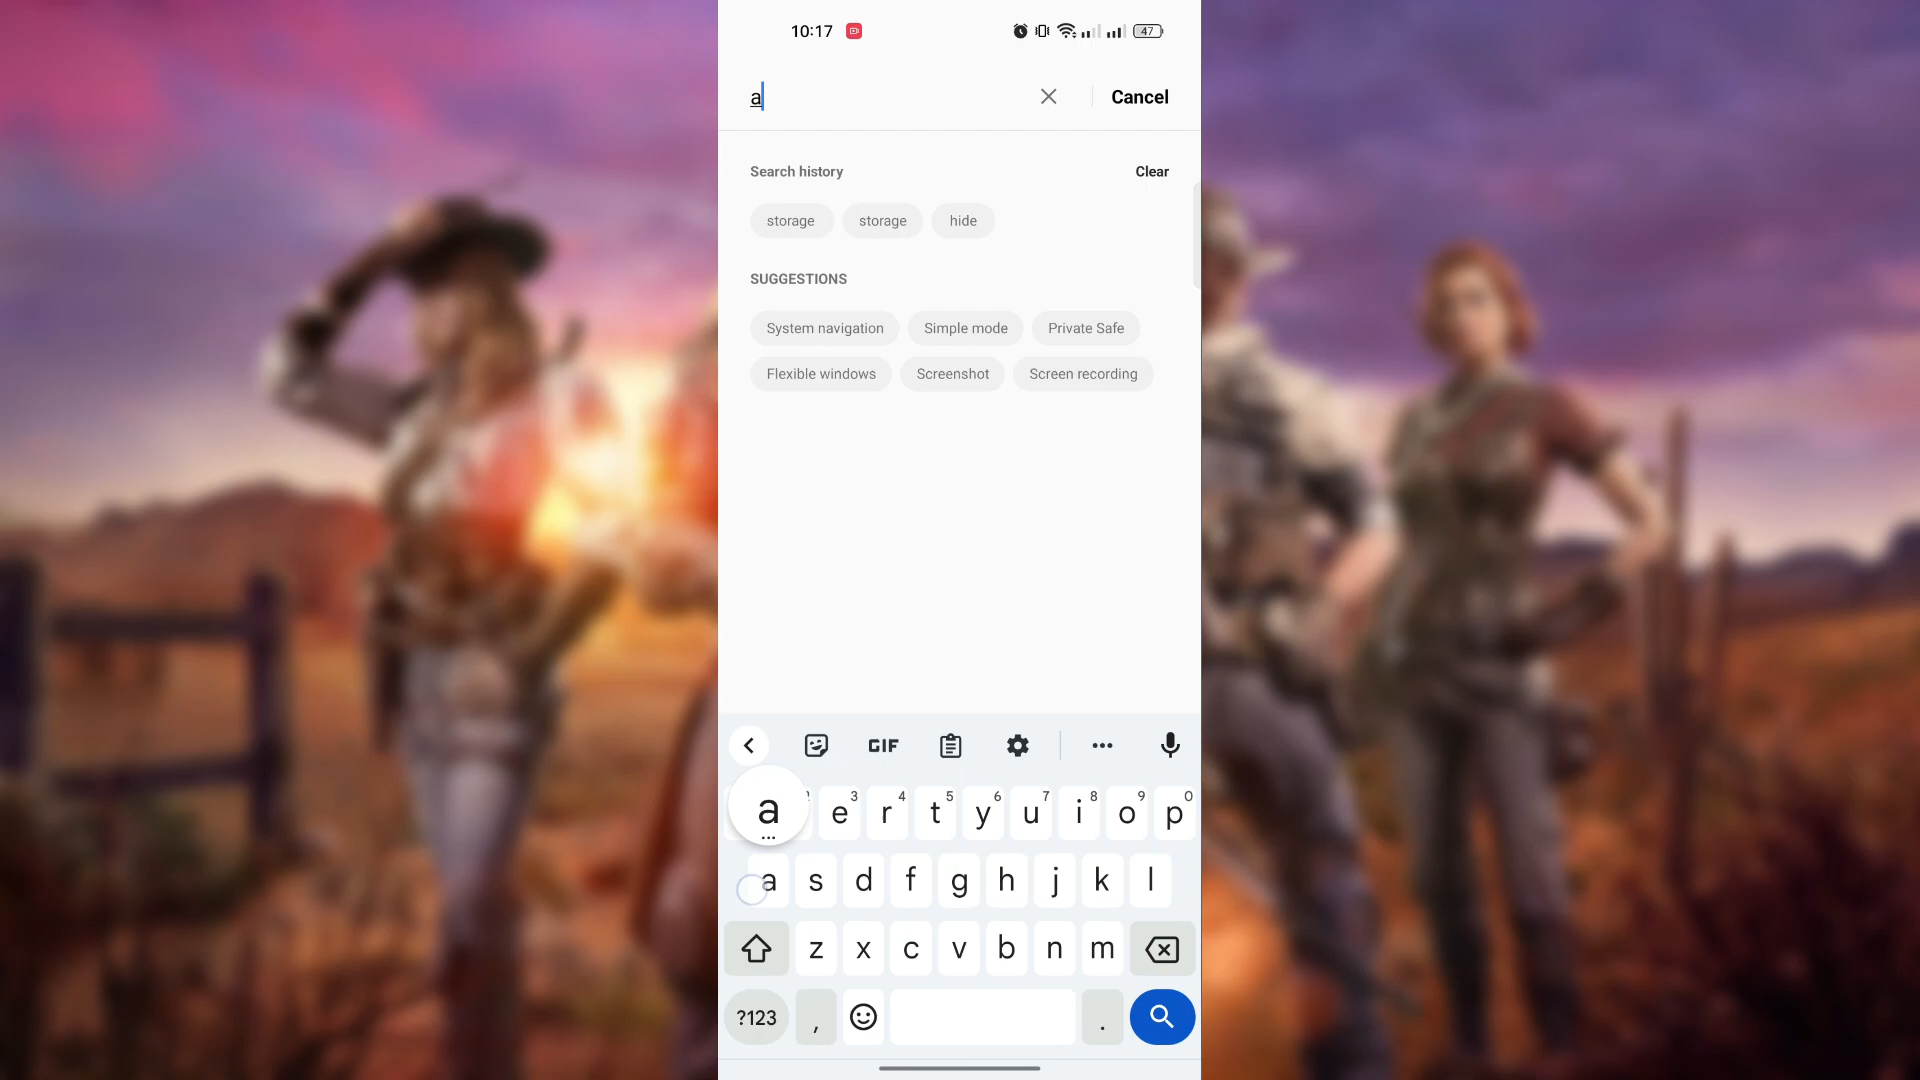 10:17 47
a Cancel
Search history Clear
storage storage hide
SUGGESTIONS
System navigation Simple mode Private Safe
Flexible windows Screenshot Screen recording
GIF
a e 3 r 4 t 5 y 6 u 7 i 8 o 9 p 0
a s d f g h j k l
z x c v b n m
?123 , .